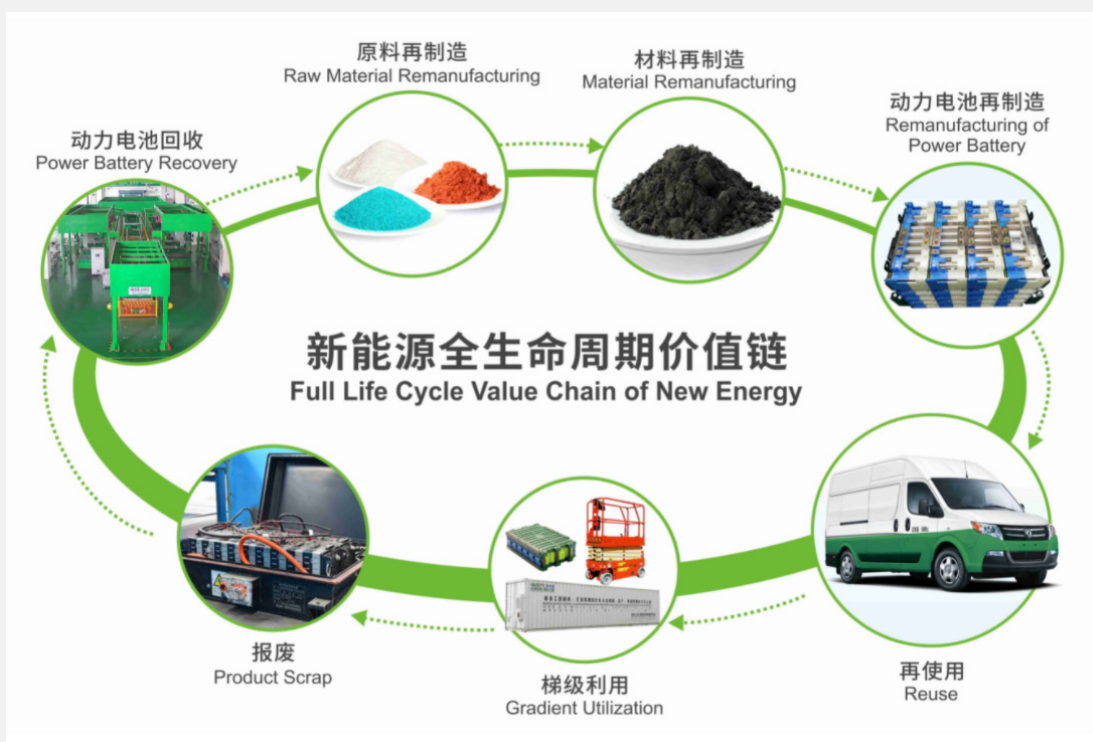 原料再制造
Raw Material Remanufacturing
材料再制造
Material Remanufacturing
动力电池再制造
Remanufacturing of
Power Battery
动力电池回收
Power Battery Recovery
新能源全生命周期价值链
Full Life Cycle Value Chain of New Energy
报废
Product Scrap
梯级利用
Gradient Utilization
再使用
Reuse